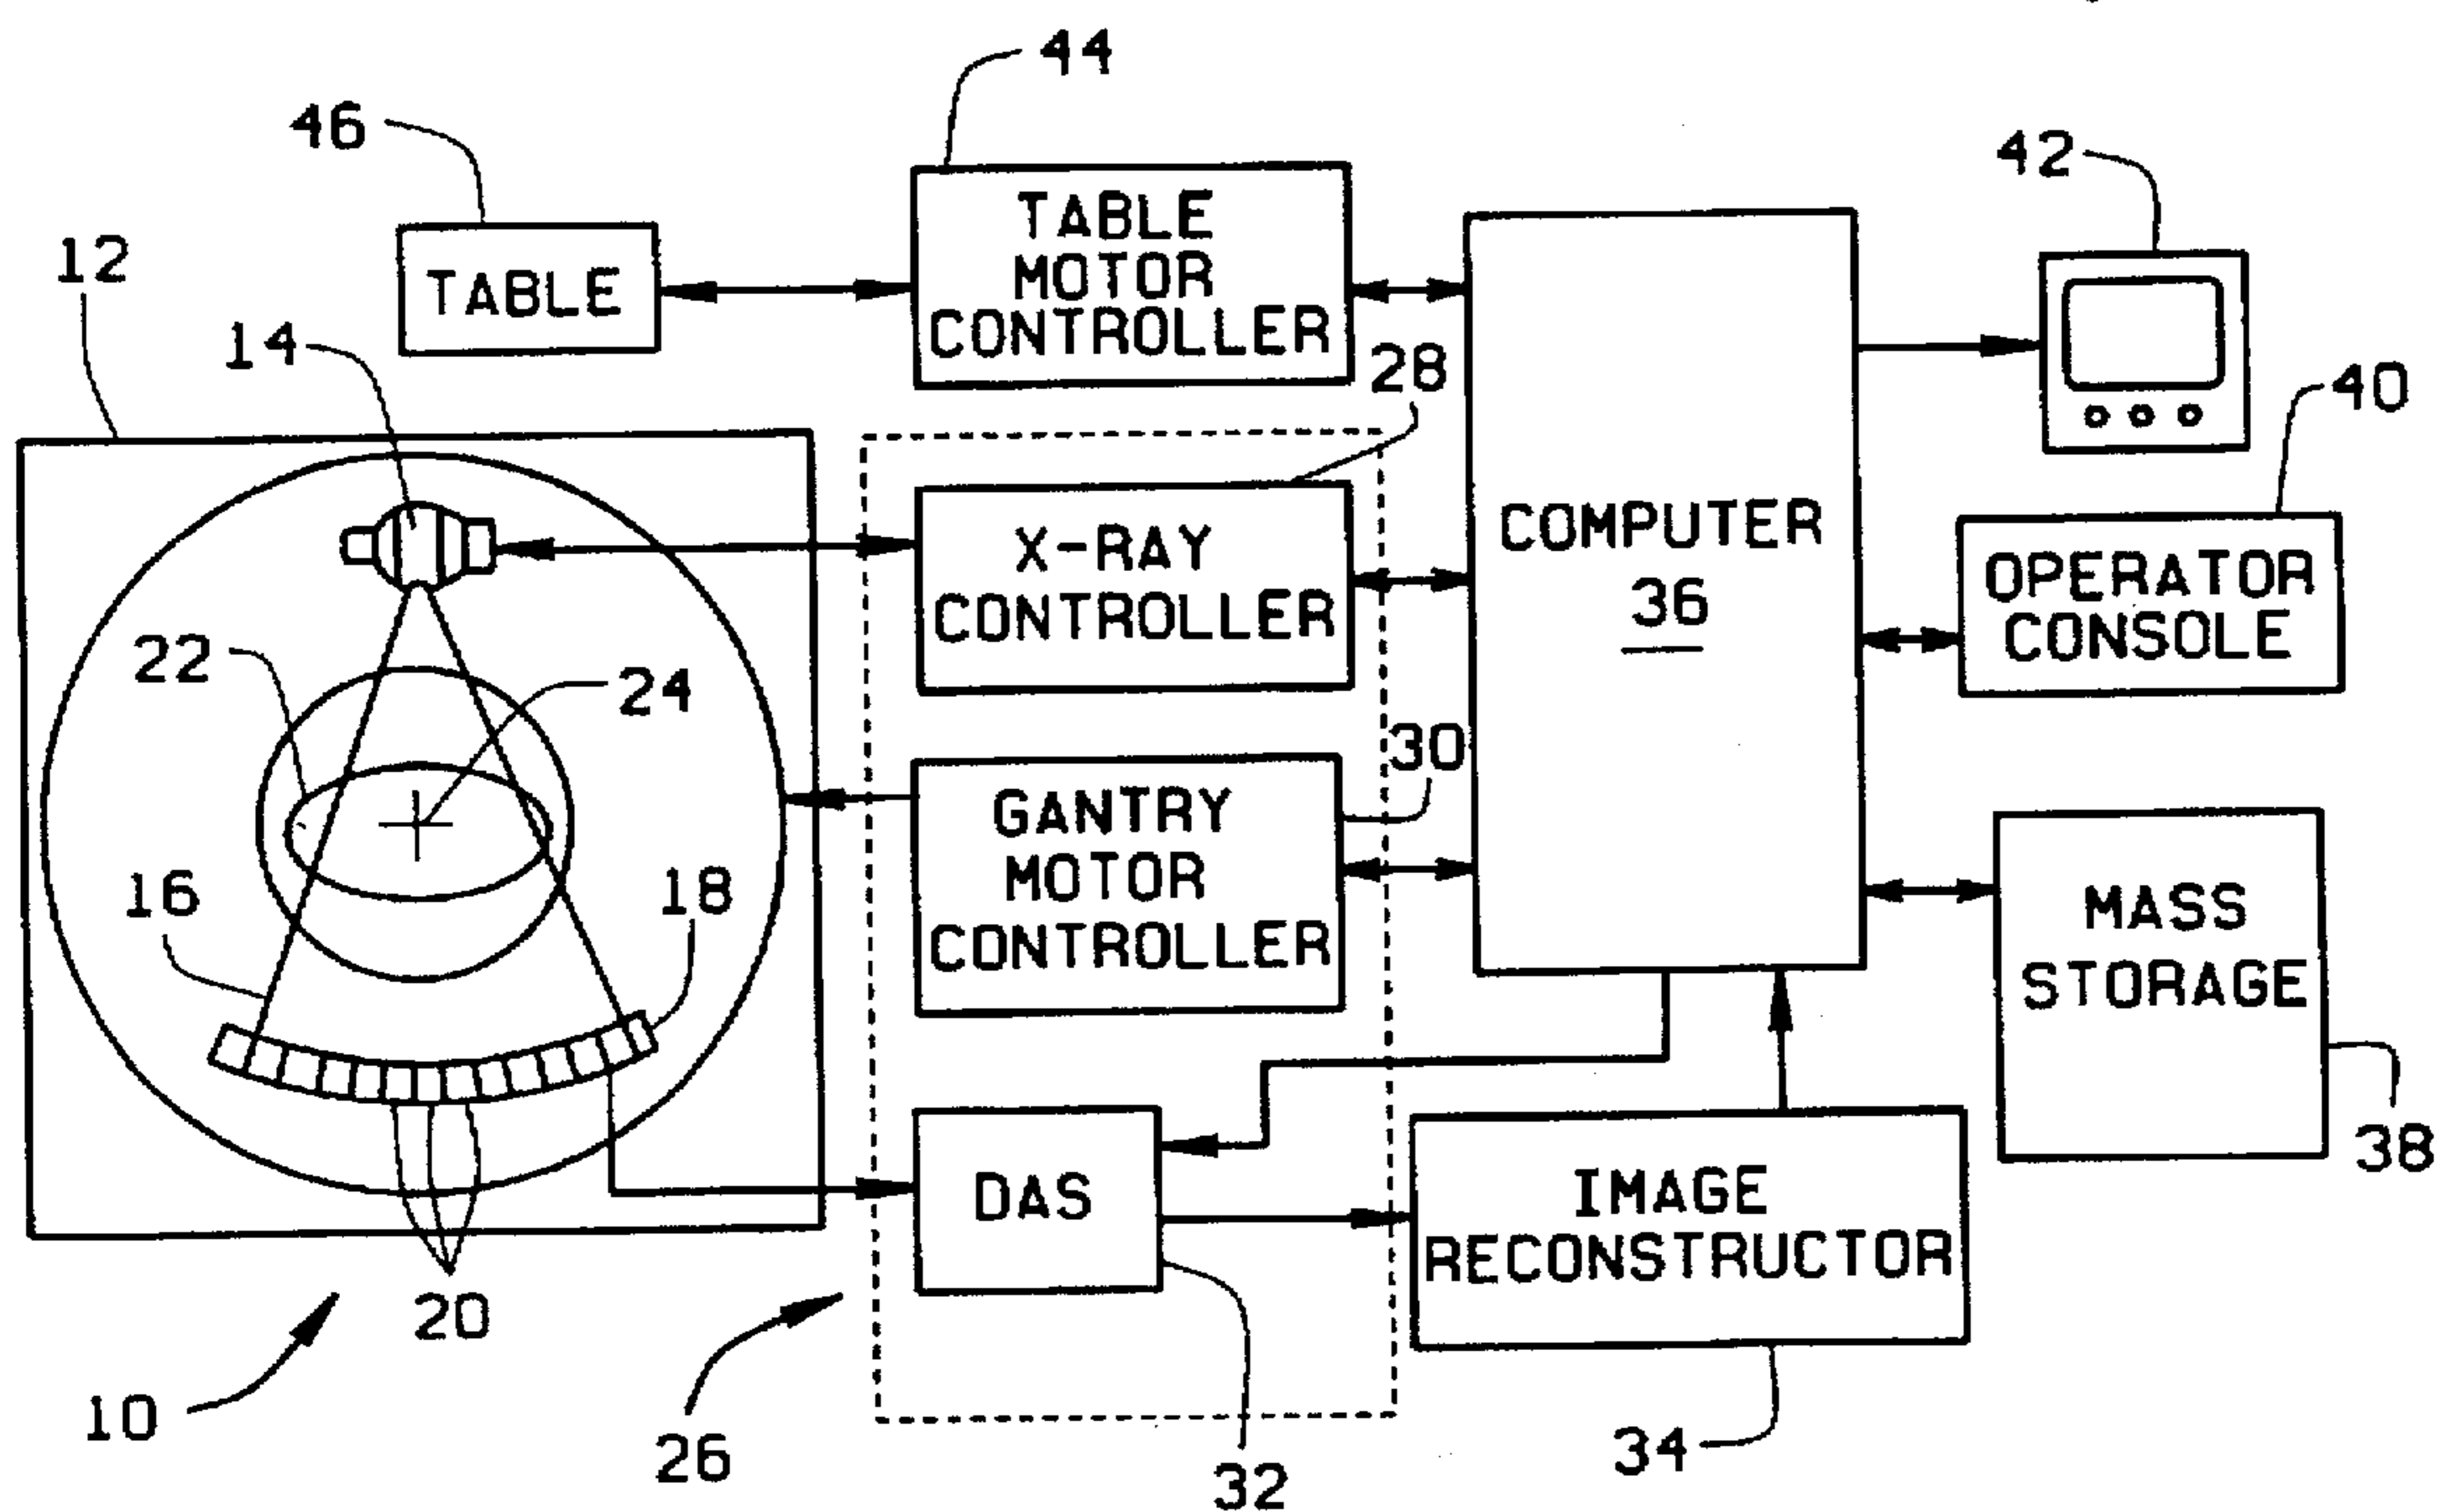 44
46
42
12
TABLE
MOTOR
CONTROLLER
TABLE
14
28
40
COMPUTER
36
X-RAY
CONTROLLER
OPERATOR
CONSOLE
22
24
30
GANTRY
MOTOR
CONTROLLER
16
18
MASS
STORAGE
38
DAS
IMAGE
RECONSTRUCTOR
20
10
26
32
34